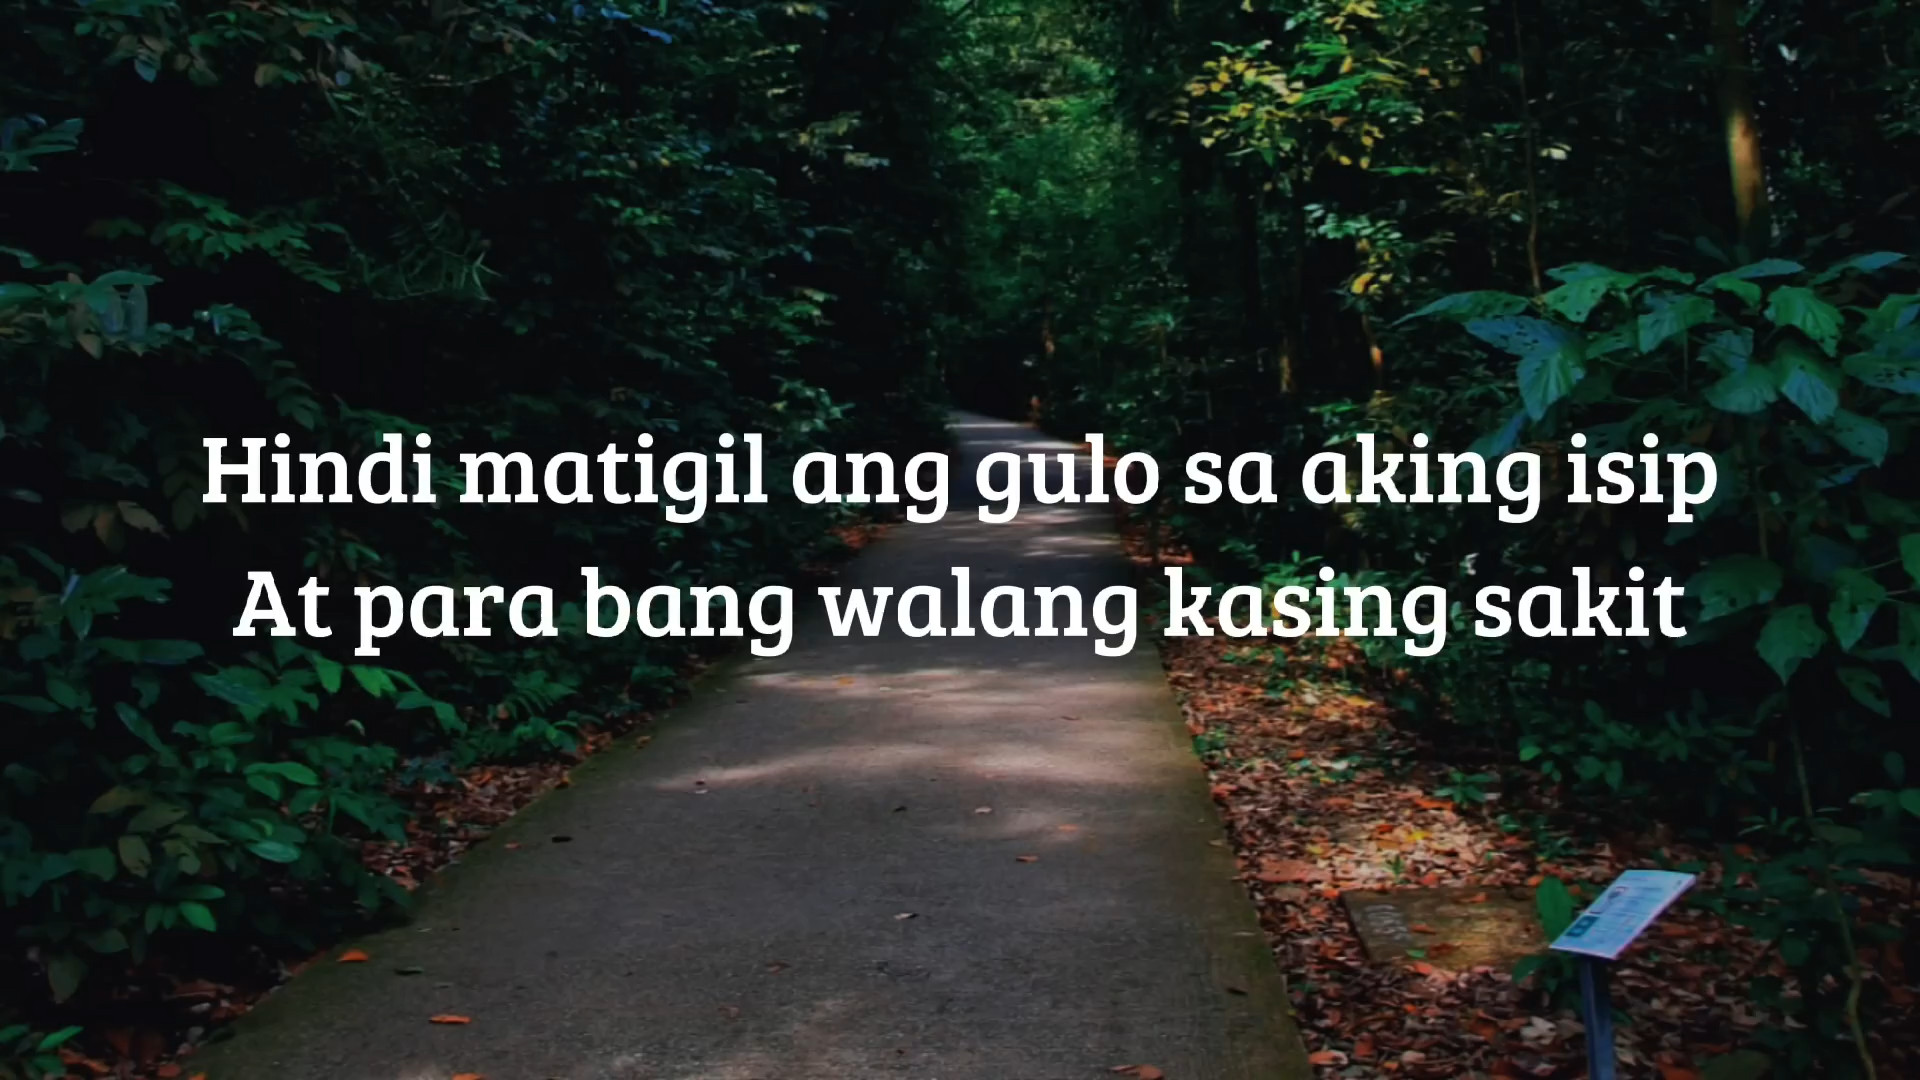 Hindi matigil ang gulo sa aking isip
At para bang walang kasing sakit